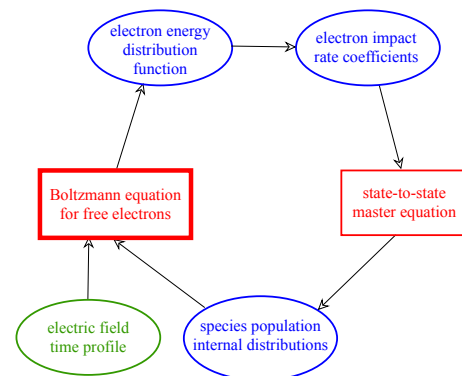 electron energy
distribution
function
electron impact
rate coefficients
Boltzmann equation
for free electrons
state-to-state
master equation
electric field
time profile
species population
internal distributions